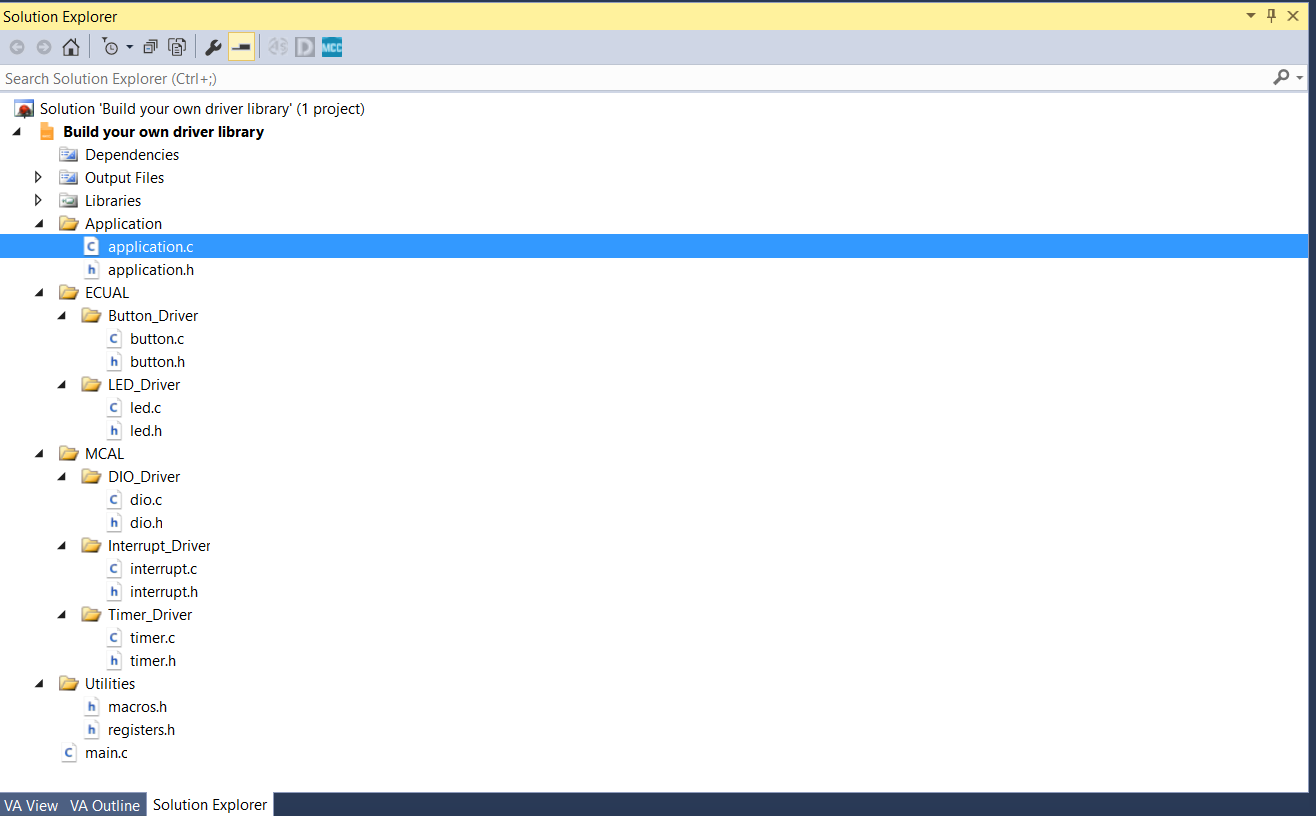 Solution Explorer
MCC
Search Solution Explorer (Ctrl+;)
Solution 'Build your own driver library' (1 project)
Build your own driver library
Dependencies
Output Files
Libraries
Application
C application.c
h application.h
ECUAL
Button_Driver
C button.c
h button.h
LED_Driver
C led.c
h led.h
MCAL
DIO_Driver
C dio.c
h dio.h
Interrupt_Driver
C interrupt.c
h interrupt.h
Timer_Driver
C timer.c
h timer.h
Utilities
h macros.h
h registers.h
C main.c
VA View VA Outline Solution Explorer